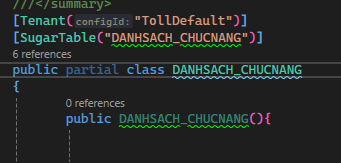 ///</summary>
[Tenant(configId:"TollDefault")]
[SugarTable("DANHSACH_CHUCNANG")]
6 references
public partial class DANHSACH_CHUCNANG
{
0 references
public DANHSACH_CHUCNANG(){